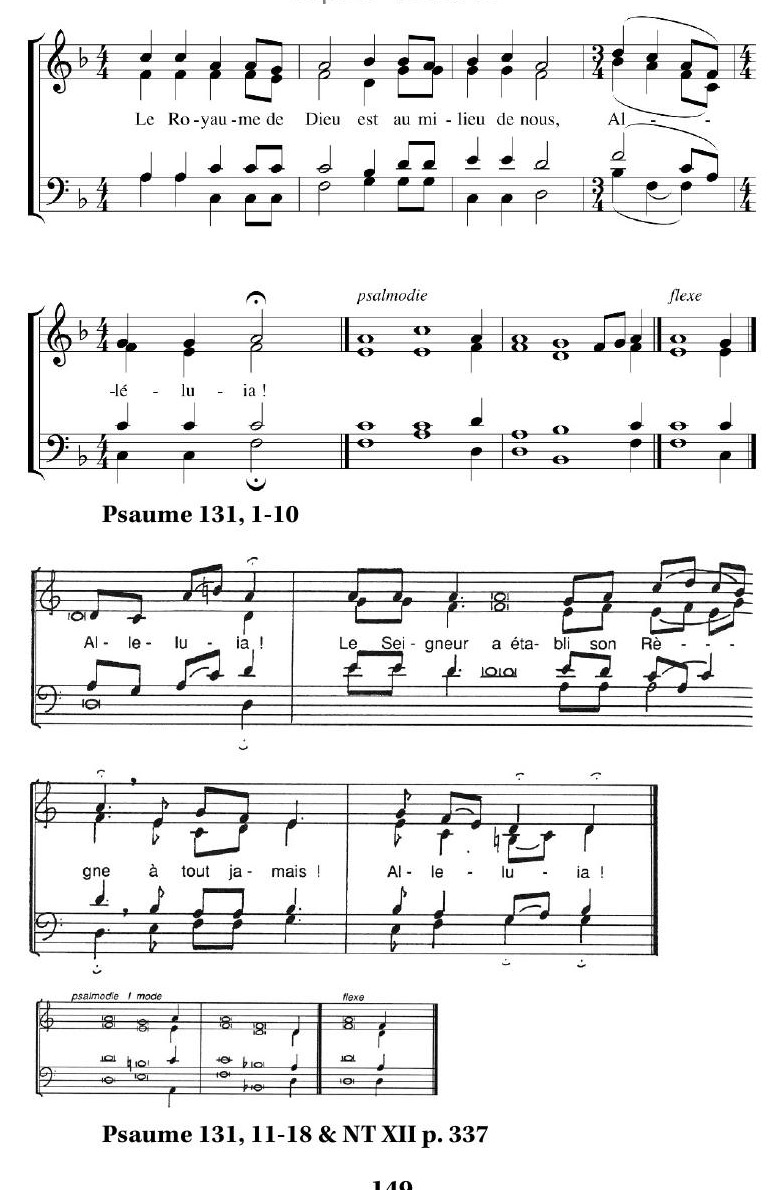 Le Ro - yau - me de Dieu est au mi - lieu de nous, Al - - -
psalmodie flexe
-lé - lu - ia !
Psaume 131, 1-10
Al - le - lu - ia ! Le Sei - gneur a éta - bli son Rè - - - -
gne à tout ja - mais ! Al - le - lu - ia !
psalmodie I mode flexe
Psaume 131, 11-18 & NT XII p. 337
149